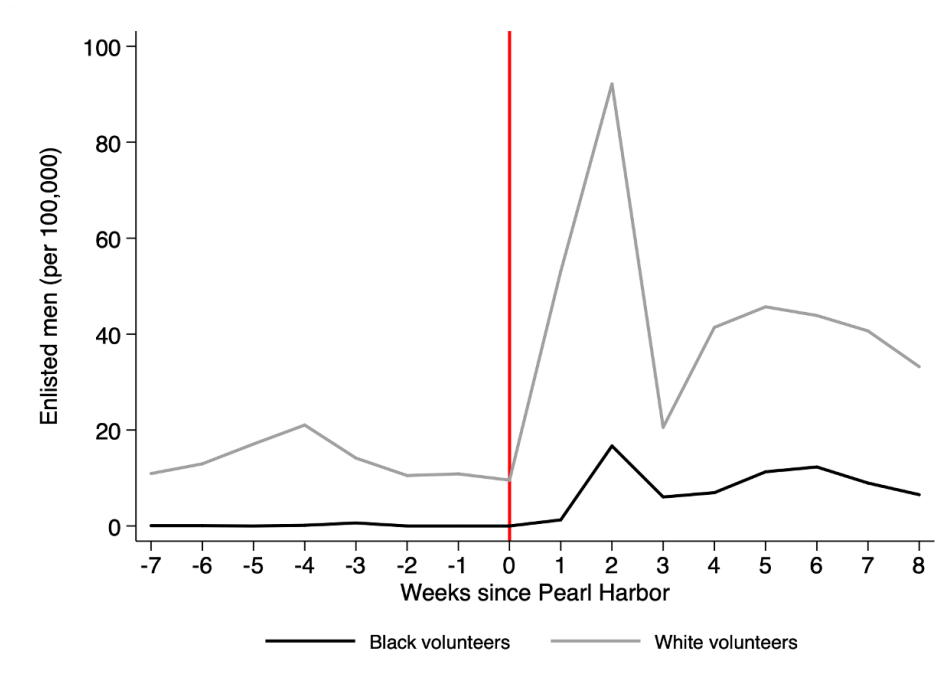 100
80
60
40
20
0
Enlisted men (per 100,000)
-7 -6 -5 -4 -3 -2 -1 0 1 2 3 4 5 6 7 8
Weeks since Pearl Harbor
Black volunteers White volunteers